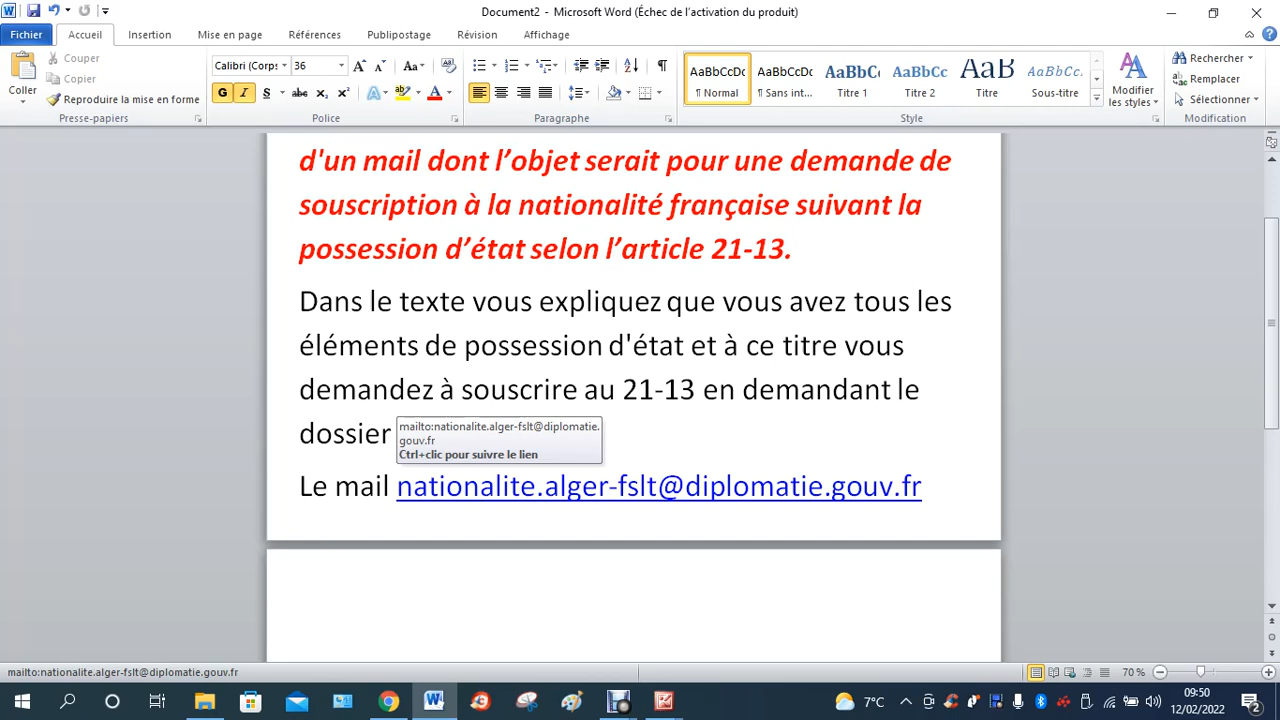 Document2 - Microsoft Word (Échec de l'activation du produit)
Fichier Accueil Insertion Mise en page Références Publipostage Révision Affichage
Coller
Couper
Copier
Reproduire la mise en forme
Presse-papiers
Calibri (Corps 36
G I S abc x₂ x² A ab A
Aa
Police
Paragraphe
AaBbCcDc AaBbCcDc AaBbC AaBbCc AaB AaBbCc.
¶ Normal ¶ Sans int... Titre 1 Titre 2 Titre Sous-titre
Style
Modifier
les styles
Rechercher
Remplacer
Sélectionner
Modification
d'un mail dont l’objet serait pour une demande de
souscription à la nationalité française suivant la
possession d’état selon l’article 21-13.
Dans le texte vous expliquez que vous avez tous les
éléments de possession d'état et à ce titre vous
demandez à souscrire au 21-13 en demandant le
dossier
mailto:nationalite.alger-fslt@diplomatie.
gouv.fr
Ctrl+clic pour suivre le lien
Le mail nationalite.alger-fslt@diplomatie.gouv.fr
mailto:nationalite.alger-fslt@diplomatie.gouv.fr
70 %
7°C
09:50
12/02/2022
2